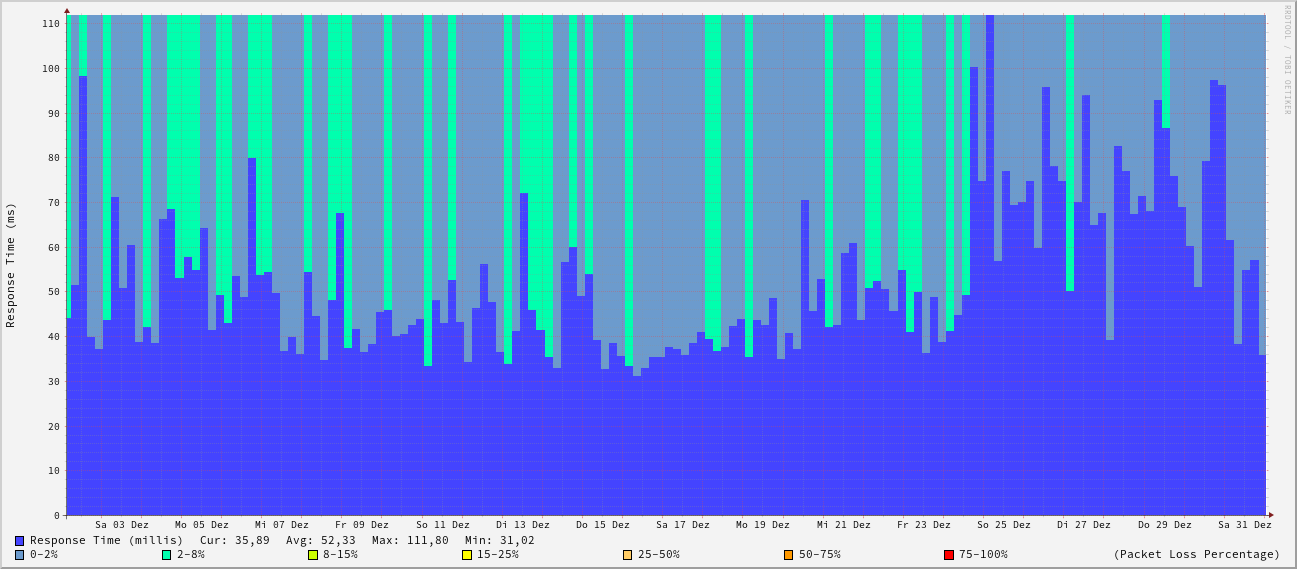 RRDTOOL / TOBI OETIKER
Response Time (ms)
110
100
90
80
70
60
50
40
30
20
10
0
Sa 03 Dez Mo 05 Dez Mi 07 Dez Fr 09 Dez So 11 Dez Di 13 Dez Do 15 Dez Sa 17 Dez Mo 19 Dez Mi 21 Dez Fr 23 Dez So 25 Dez Di 27 Dez Do 29 Dez Sa 31 Dez
Response Time (millis) Cur: 35,89 Avg: 52,33 Max: 111,80 Min: 31,02
0-2% 2-8% 8-15% 15-25% 25-50% 50-75% 75-100% (Packet Loss Percentage)